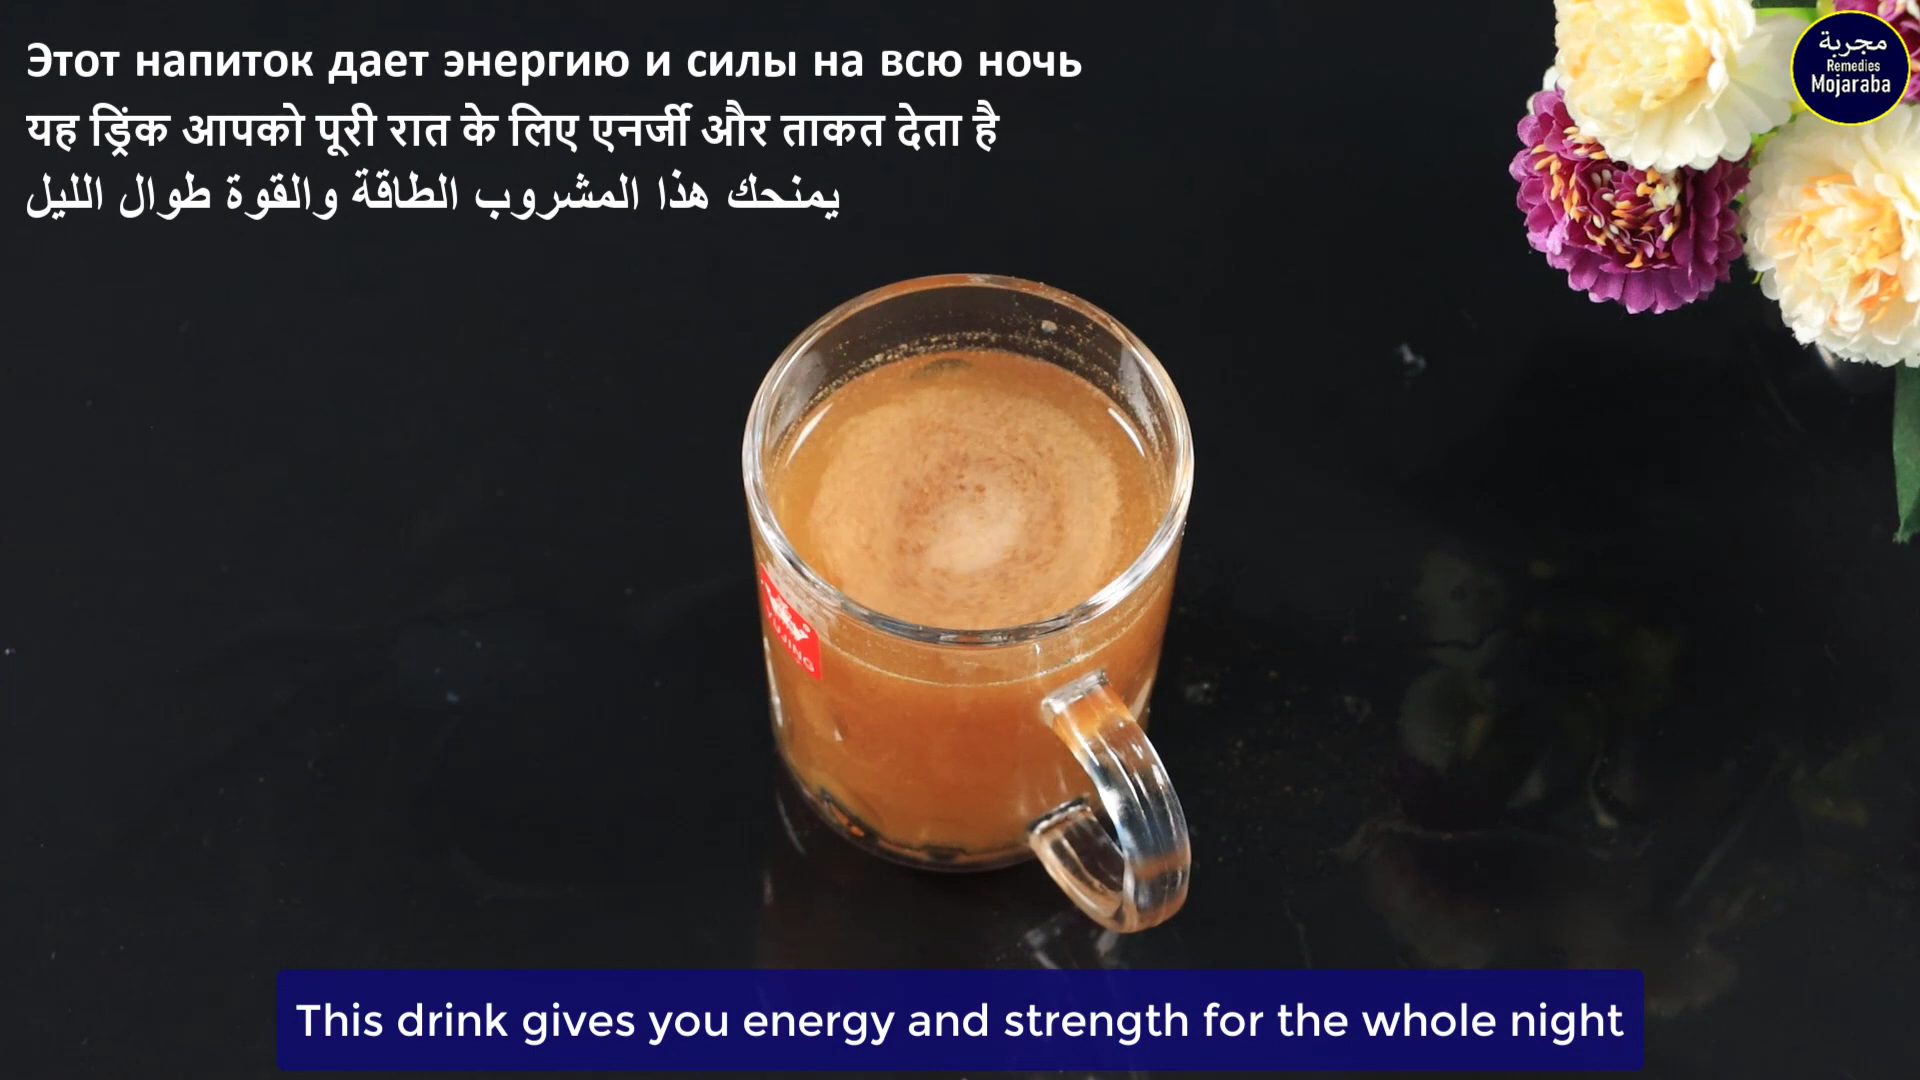 Этот напиток дает энергию и силы на всю ночь
यह ड्रिंक आपको पूरी रात के लिए एनर्जी और ताकत देता है
يمنحك هذا المشروب الطاقة والقوة طوال الليل
مجربة
Remedies
Mojaraba
YUJING
This drink gives you energy and strength for the whole night